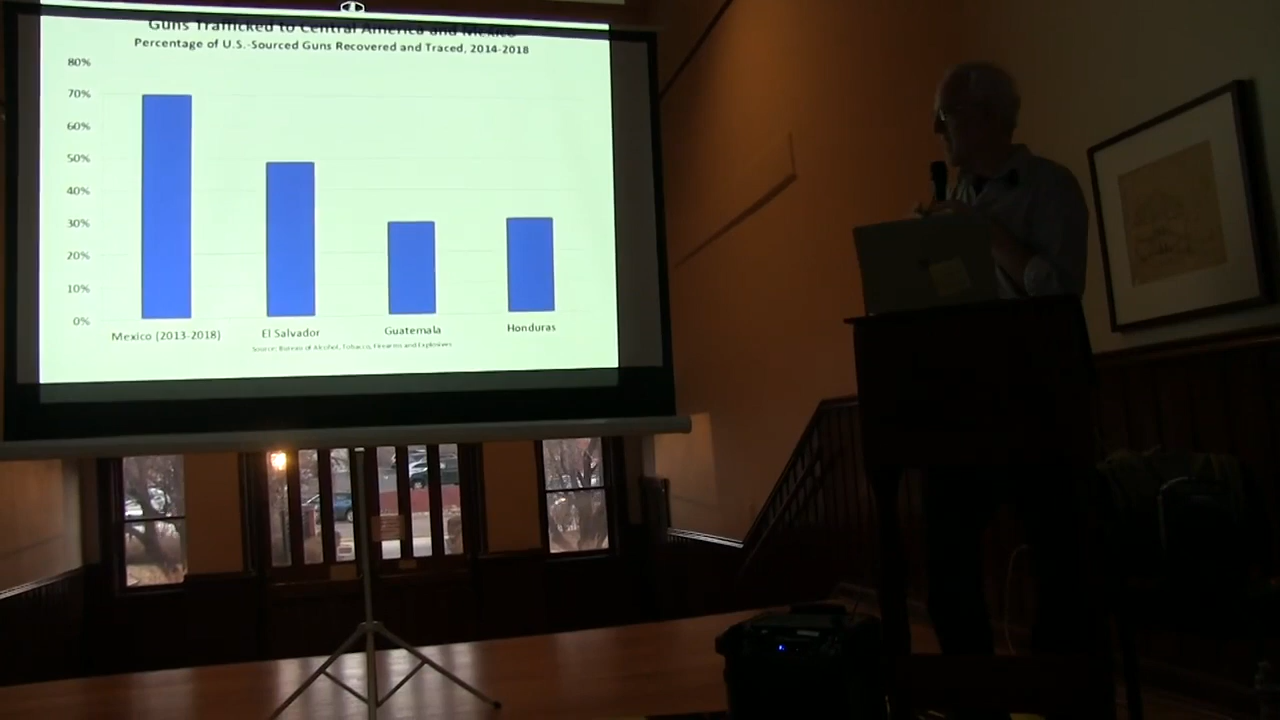 Guns Trafficked to Central America and Mexico
Percentage of U.S.-Sourced Guns Recovered and Traced, 2014-2018
80%
70%
60%
50%
40%
30%
20%
10%
0%
Mexico (2013-2018) El Salvador Guatemala Honduras
Source: Bureau of Alcohol, Tobacco, Firearms and Explosives